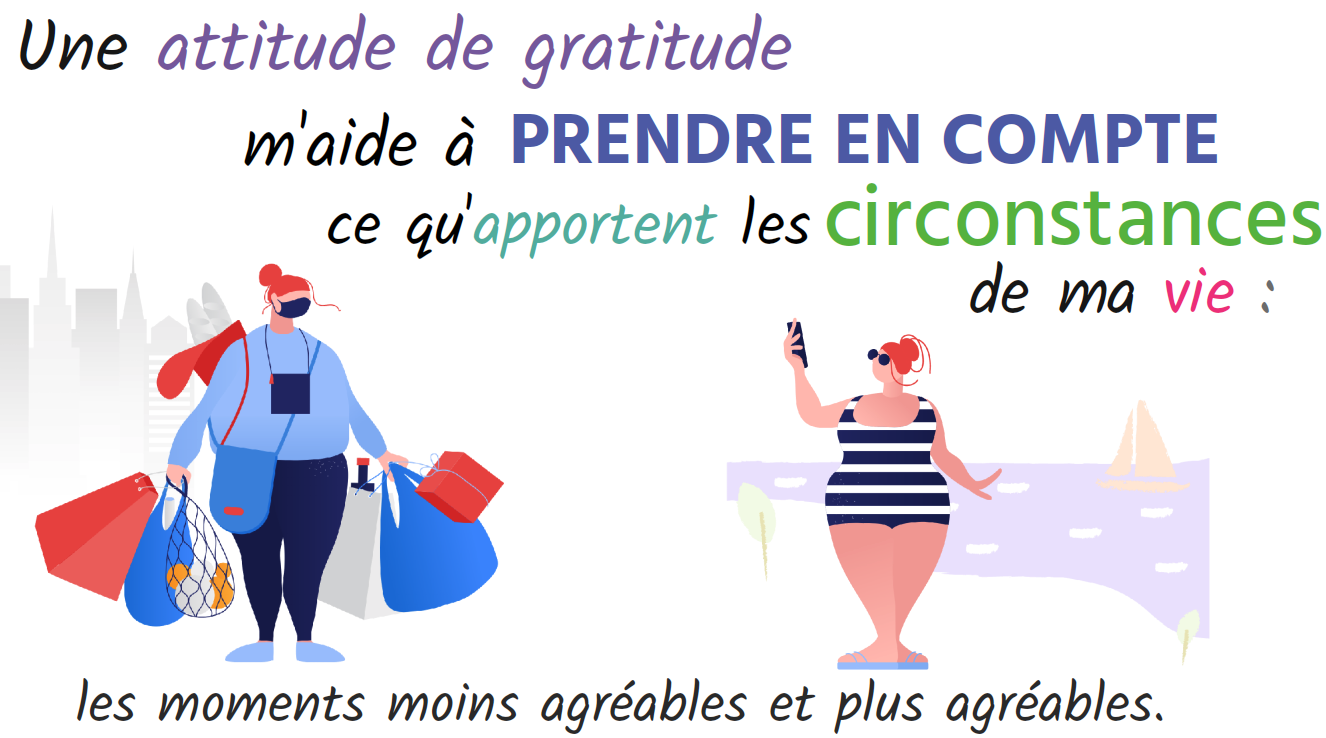 Une attitude de gratitude
m'aide à PRENDRE EN COMPTE
ce qu'apportent les circonstances
de ma vie :
les moments moins agréables et plus agréables.